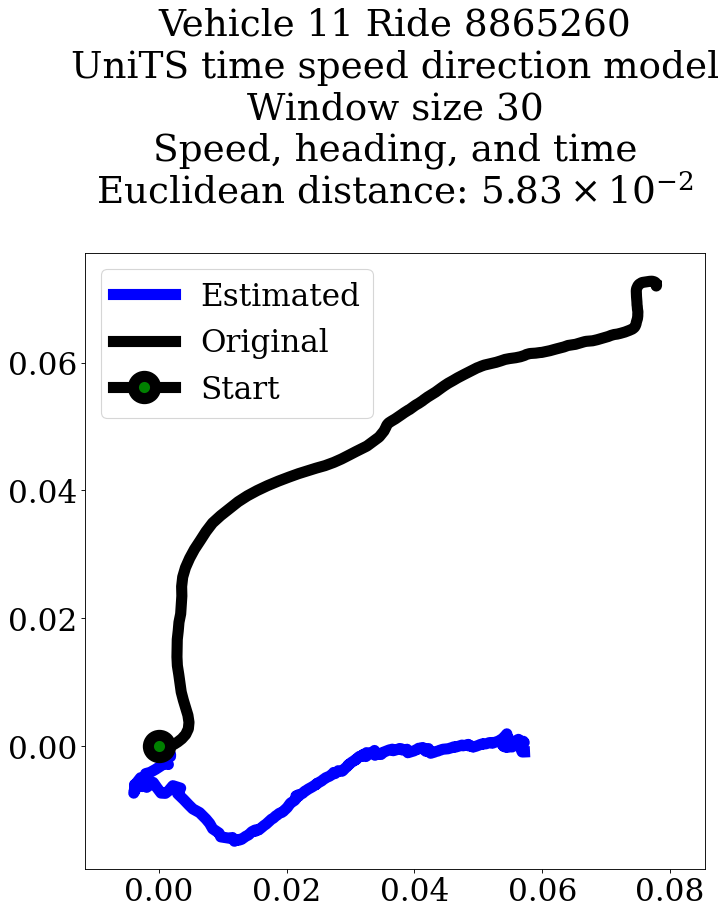 Vehicle 11 Ride 8865260
UniTS time speed direction model
Window size 30
Speed, heading, and time
Euclidean distance: 5.83 × 10⁻²
Estimated
Original
Start
0.06
0.04
0.02
0.00
0.00 0.02 0.04 0.06 0.08